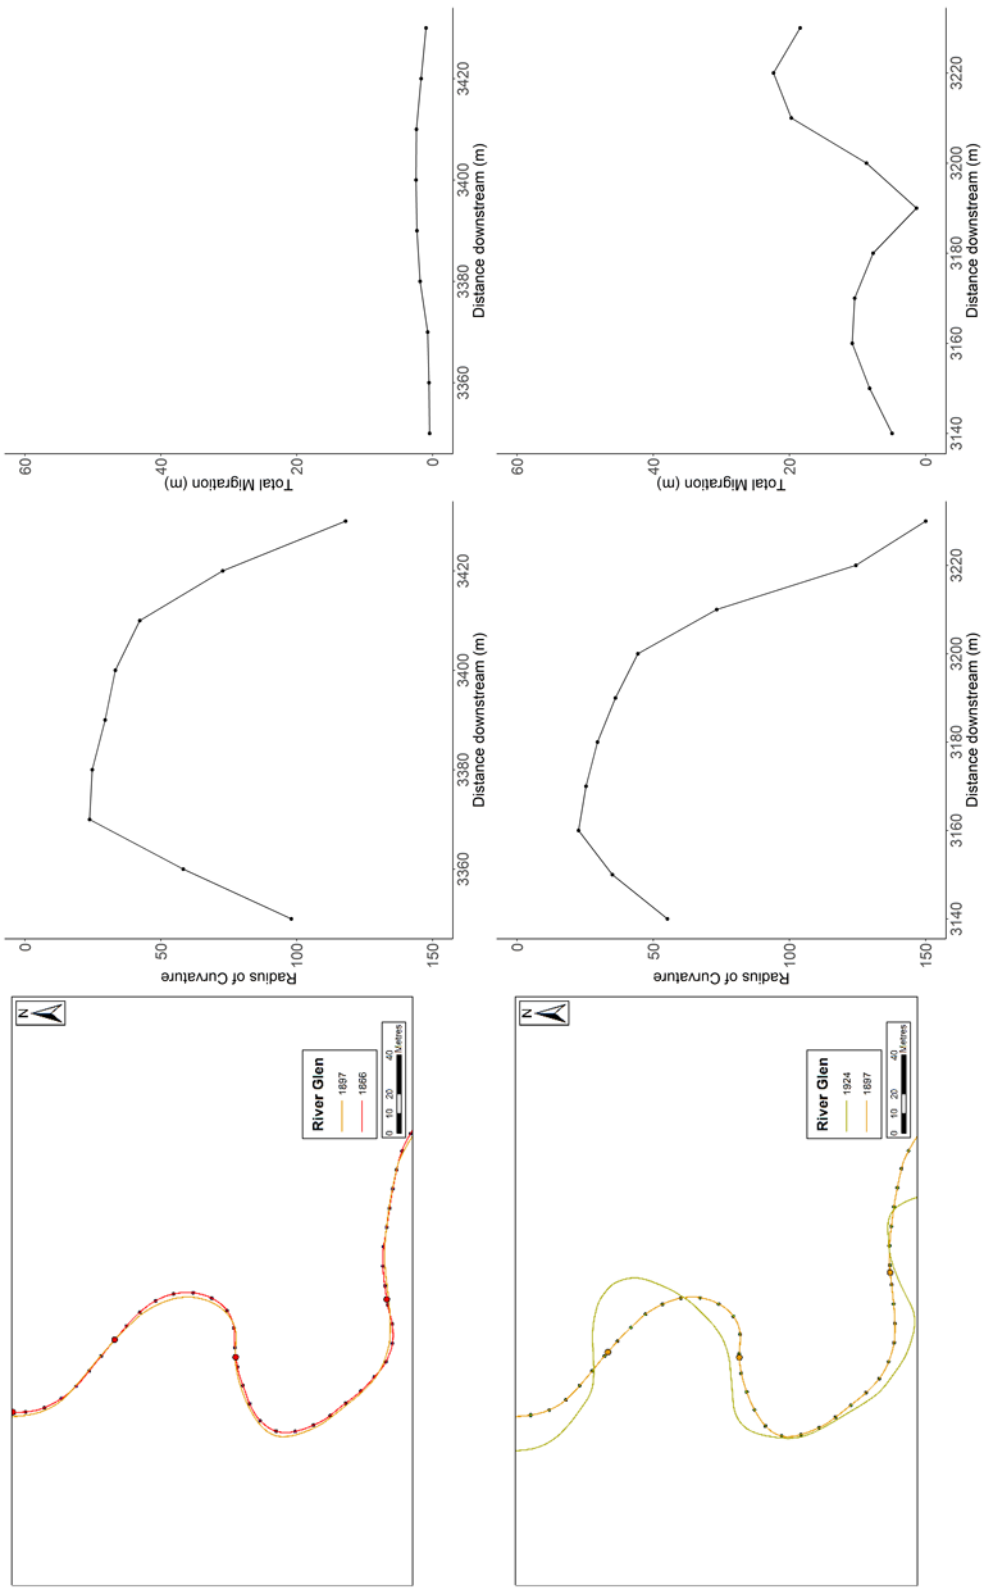 N
River Glen
1897
1866
0 10 20 40
Metres
Radius of Curvature
0
50
100
150
3360 3380 3400 3420
Distance downstream (m)
Total Migration (m)
60
40
20
0
3360 3380 3400 3420
Distance downstream (m)
N
River Glen
1924
1897
0 10 20 40
Metres
Radius of Curvature
0
50
100
150
3140 3160 3180 3200 3220
Distance downstream (m)
Total Migration (m)
60
40
20
0
3140 3160 3180 3200 3220
Distance downstream (m)